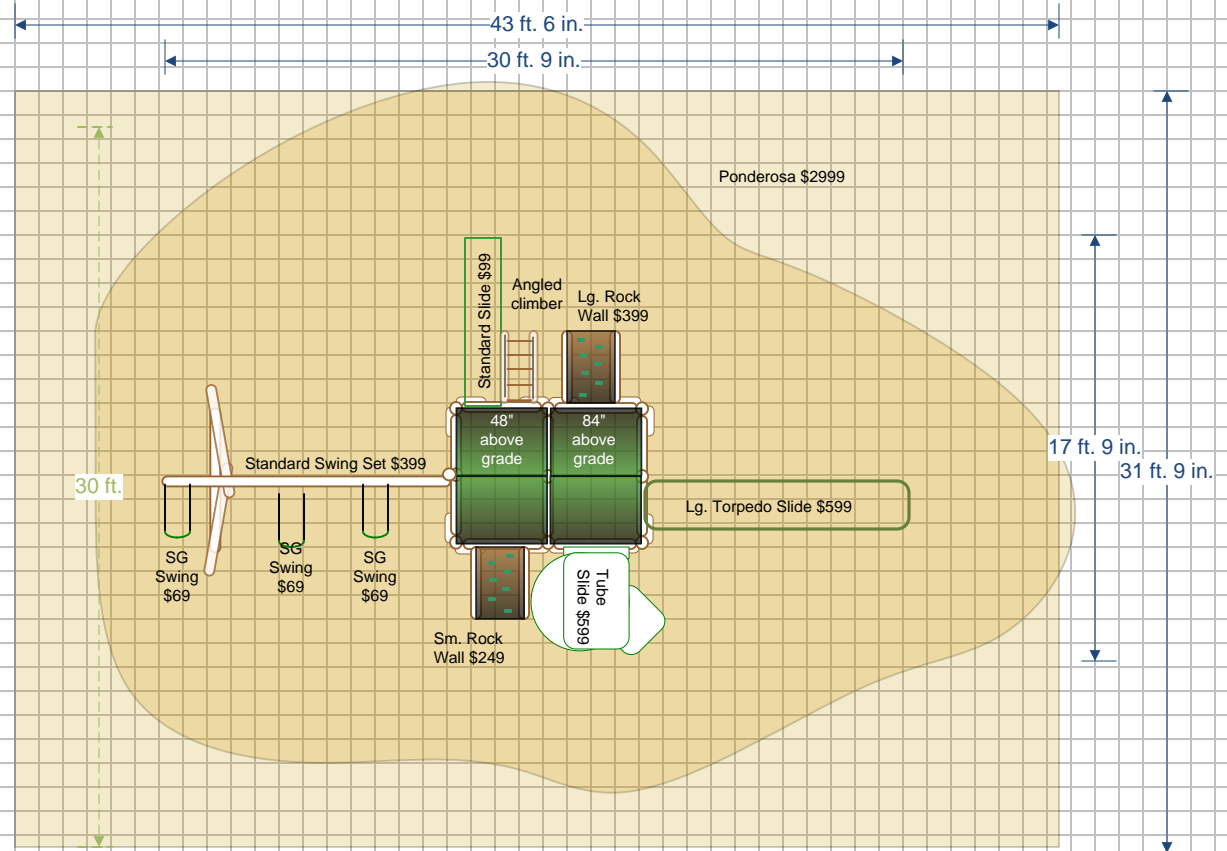 43 ft. 6 in.
30 ft. 9 in.
Ponderosa $2999
Standard Slide $99
Angled
climber
Lg. Rock
Wall $399
48"
above
grade
84"
above
grade
17 ft. 9 in.
31 ft. 9 in.
Standard Swing Set $399
30 ft.
Lg. Torpedo Slide $599
SG
Swing
$69
SG
Swing
$69
SG
Swing
$69
Tube
Slide $599
Sm. Rock
Wall $249